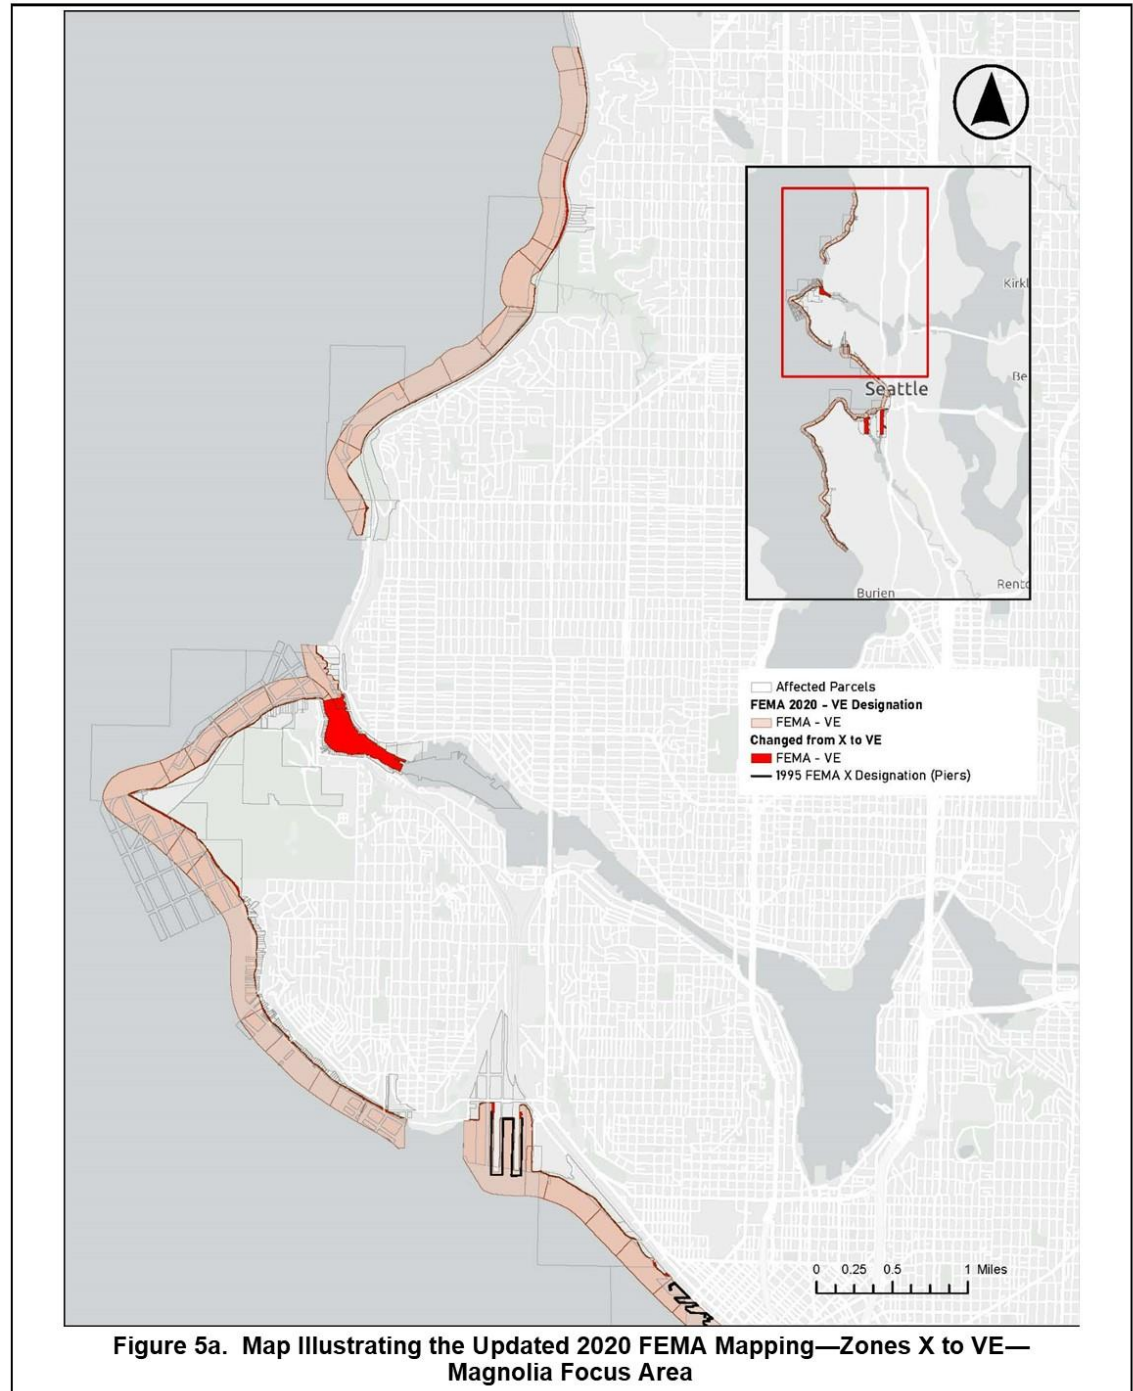 Kirkl
Be
Seattle
Rento
Burien
Affected Parcels
FEMA 2020 - VE Designation
FEMA - VE
Changed from X to VE
FEMA - VE
1995 FEMA X Designation (Piers)
0 0.25 0.5 1 Miles
Figure 5a. Map Illustrating the Updated 2020 FEMA Mapping—Zones X to VE—
Magnolia Focus Area